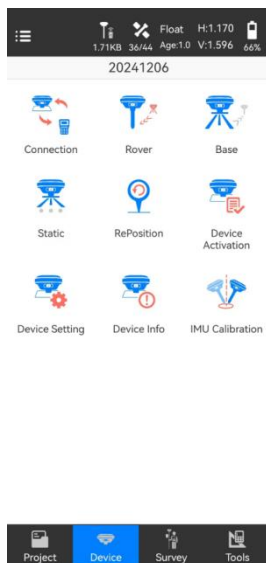 Float H:1.170
1.71KB 36/44 Age:1.0 V:1.596 66%
20241206
Connection Rover Base
Static RePosition Device
Activation
Device Setting Device Info IMU Calibration
Project Device Survey Tools